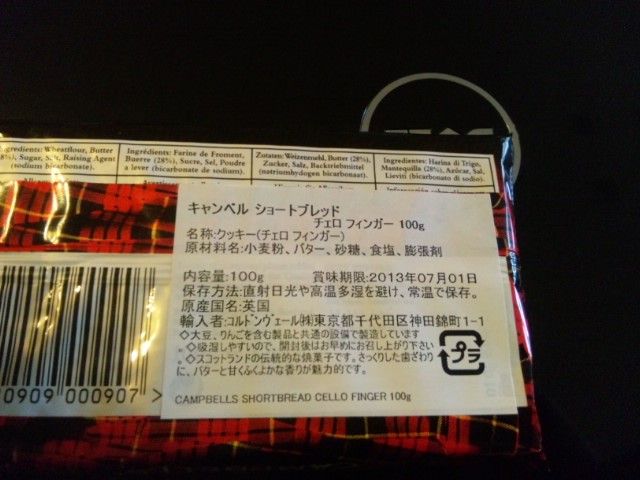 Ingredients: Wheatflour, Butter
(28%), Sugar, Salt, Raising Agent
(sodium bicarbonate).
Ingrédients: Farine de Froment,
Buerre (28%), Sucre, Sel, Poudre
a lever (bicarbonate de sodium).
Zutaten: Weizenmehl, Butter (28%),
Zucker, Salz, Backtriebmittel
(natriumhydogen bicarbonaat).
Ingredientes: Harina di Trigo,
Mantequilla (28%), Azúcar, Sal,
Lieviti (bicarbonato di sodio)
キャンベル ショートブレッド
チェロ フィンガー 100g
名称:クッキー(チェロ フィンガー)
原材料名:小麦粉、バター、砂糖、食塩、膨張剤
内容量:100g 賞味期限:2013年07月01日
保存方法:直射日光や高温多湿を避け、常温で保存。
原産国名:英国
輸入者:コルドンヴェール㈱東京都千代田区神田錦町1-1
◇大豆、りんごを含む製品と共通の設備で製造しています
◇吸湿しやすいので、開封後はお早めにお召し上がり下さい。
◇スコットランドの伝統的な焼菓子です。さっくりした歯ざわり
に、バターと甘くふくよかな香りが魅力的です。
プラ
CAMPBELLS SHORTBREAD CELLO FINGER 100g
0909 000907 >